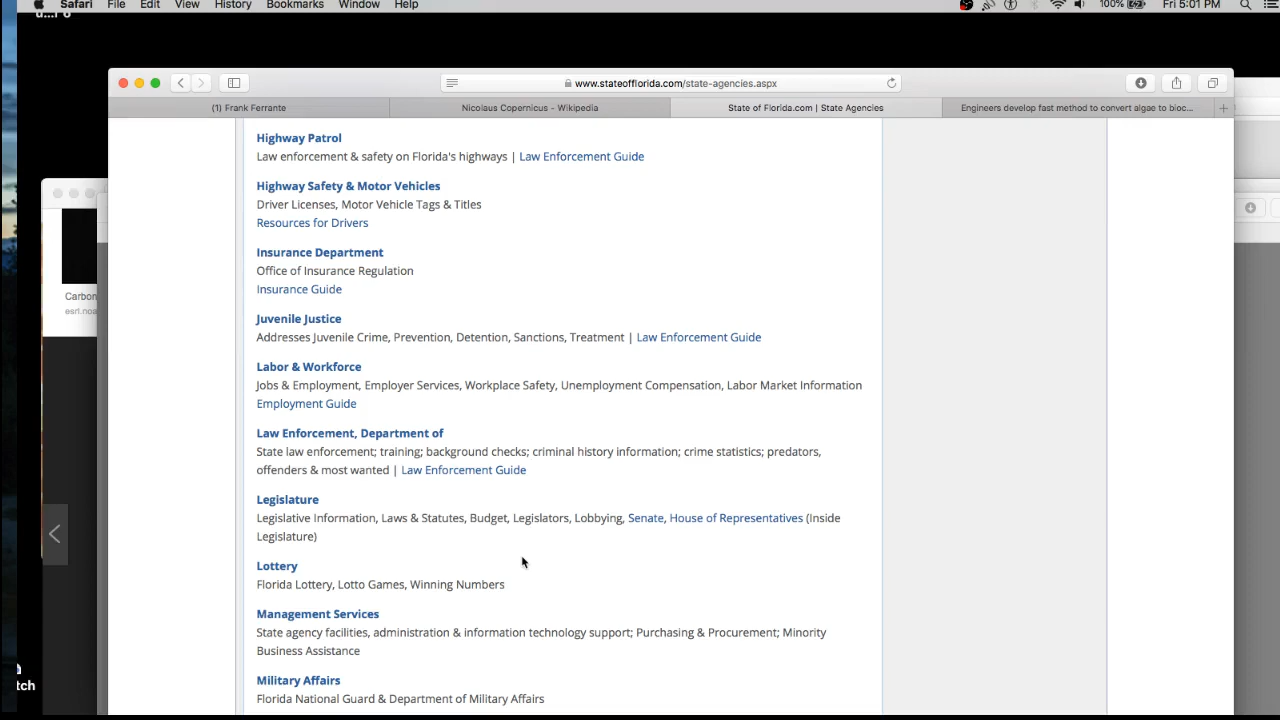 Safari File Edit View History Bookmarks Window Help 100% Fri 5:01 PM
www.stateofflorida.com/state-agencies.aspx
(1) Frank Ferrante Nicolaus Copernicus - Wikipedia State of Florida.com | State Agencies Engineers develop fast method to convert algae to bioc...
Highway Patrol
Law enforcement & safety on Florida's highways | Law Enforcement Guide
Highway Safety & Motor Vehicles
Driver Licenses, Motor Vehicle Tags & Titles
Resources for Drivers
Insurance Department
Office of Insurance Regulation
Insurance Guide
Juvenile Justice
Addresses Juvenile Crime, Prevention, Detention, Sanctions, Treatment | Law Enforcement Guide
Labor & Workforce
Jobs & Employment, Employer Services, Workplace Safety, Unemployment Compensation, Labor Market Information
Employment Guide
Law Enforcement, Department of
State law enforcement; training; background checks; criminal history information; crime statistics; predators,
offenders & most wanted | Law Enforcement Guide
Legislature
Legislative Information, Laws & Statutes, Budget, Legislators, Lobbying, Senate, House of Representatives (Inside
Legislature)
Lottery
Florida Lottery, Lotto Games, Winning Numbers
Management Services
State agency facilities, administration & information technology support; Purchasing & Procurement; Minority
Business Assistance
Military Affairs
Florida National Guard & Department of Military Affairs
Carbon
esrl.noa
tch